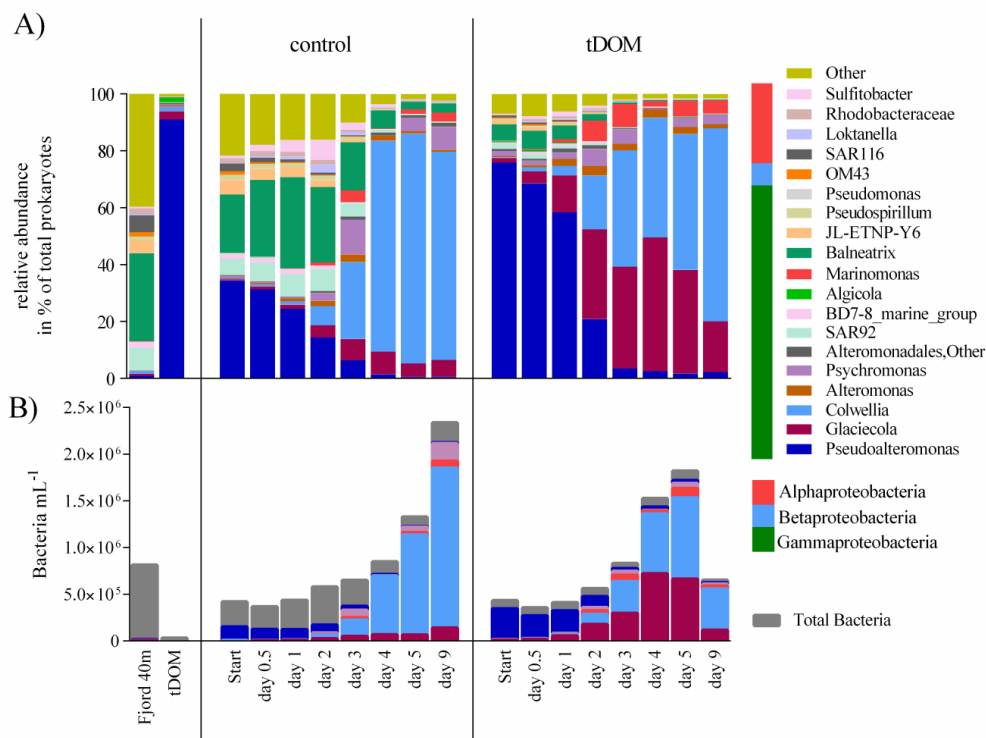 A)
control
tDOM
relative abundance
in % of total prokaryotes
100
80
60
40
20
0
Other
Sulfitobacter
Rhodobacteraceae
Loktanella
SAR116
OM43
Pseudomonas
Pseudospirillum
JL-ETNP-Y6
Balneatrix
Marinomonas
Algicola
BD7-8_marine_group
SAR92
Alteromonadales,Other
Psychromonas
Alteromonas
Colwellia
Glaciecola
Pseudoalteromonas
B)
Bacteria mL⁻¹
2.5×10⁶
2.0×10⁶
1.5×10⁶
1.0×10⁶
5.0×10⁵
0
Alphaproteobacteria
Betaproteobacteria
Gammaproteobacteria
Total Bacteria
Fjord 40m
tDOM
Start
day 0.5
day 1
day 2
day 3
day 4
day 5
day 9
Start
day 0.5
day 1
day 2
day 3
day 4
day 5
day 9